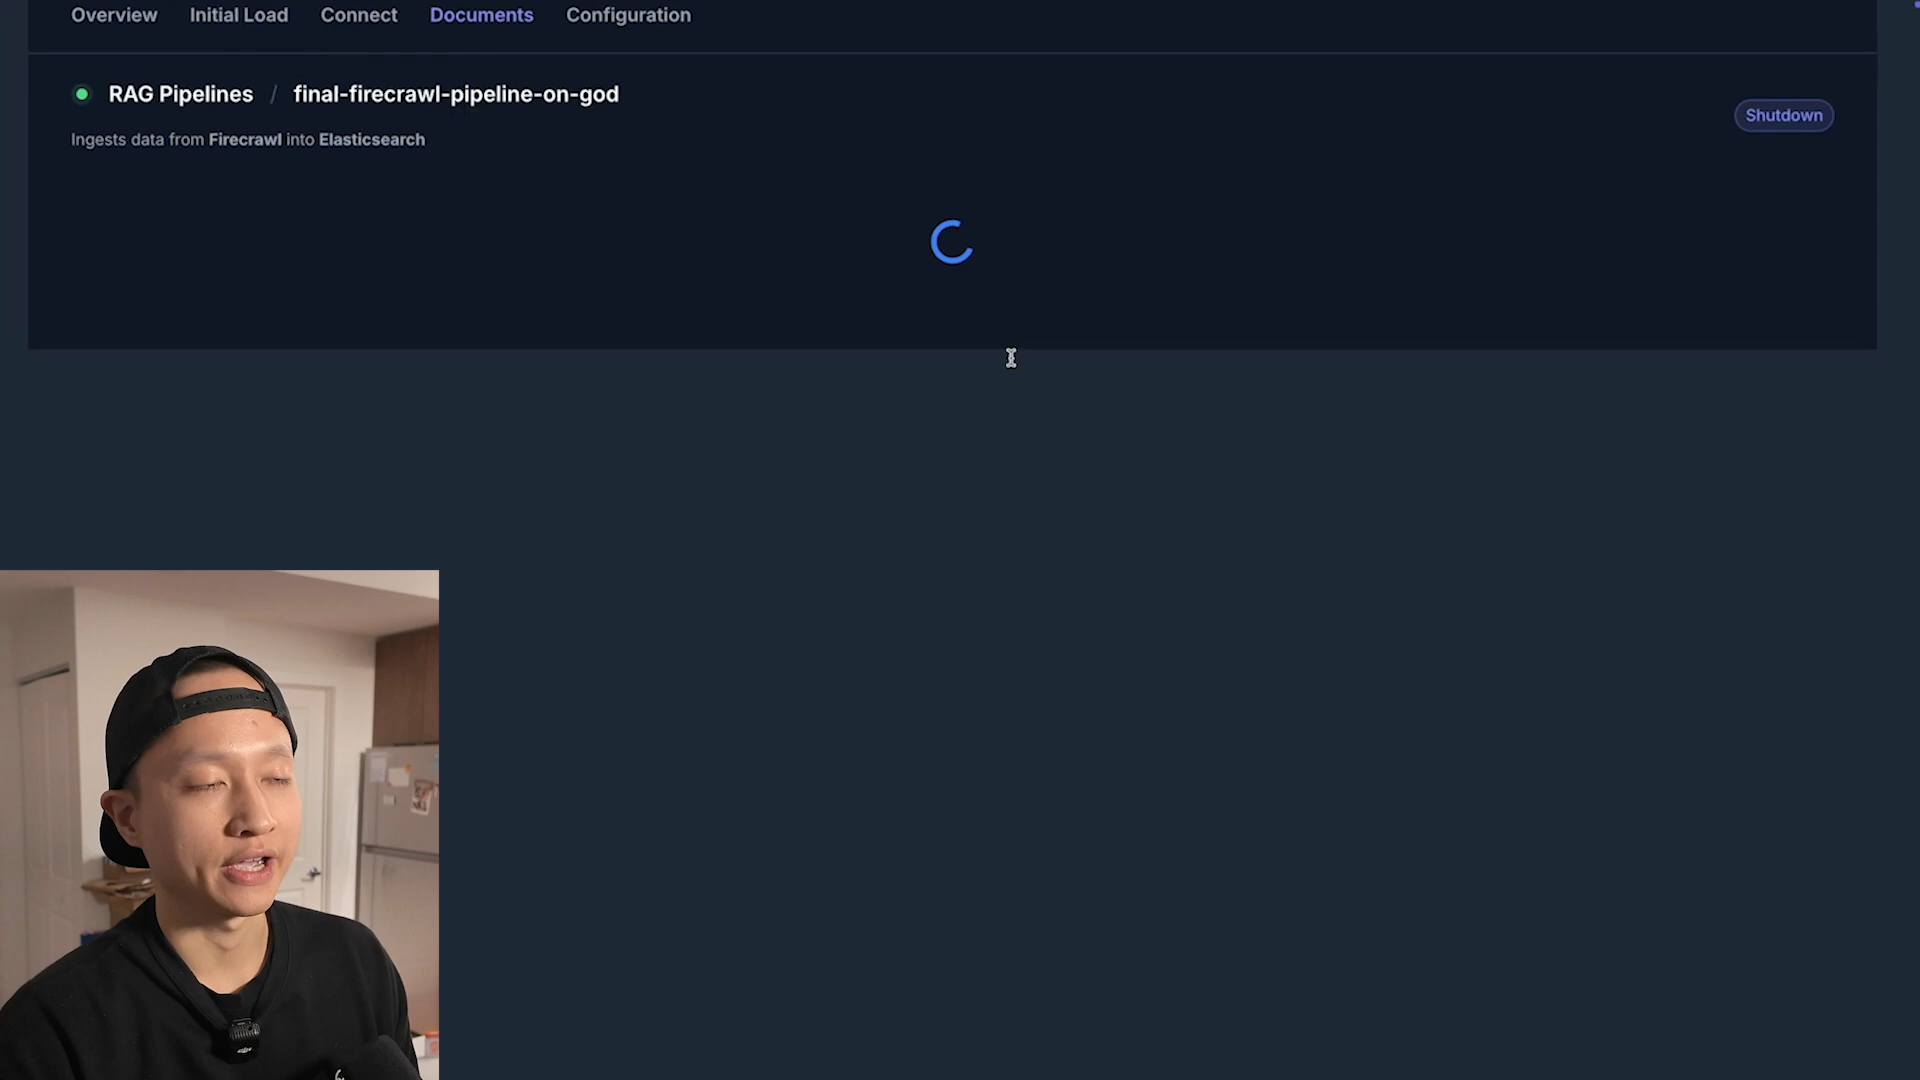 Overview Initial Load Connect Documents Configuration
RAG Pipelines / final-firecrawl-pipeline-on-god
Shutdown
Ingests data from Firecrawl into Elasticsearch